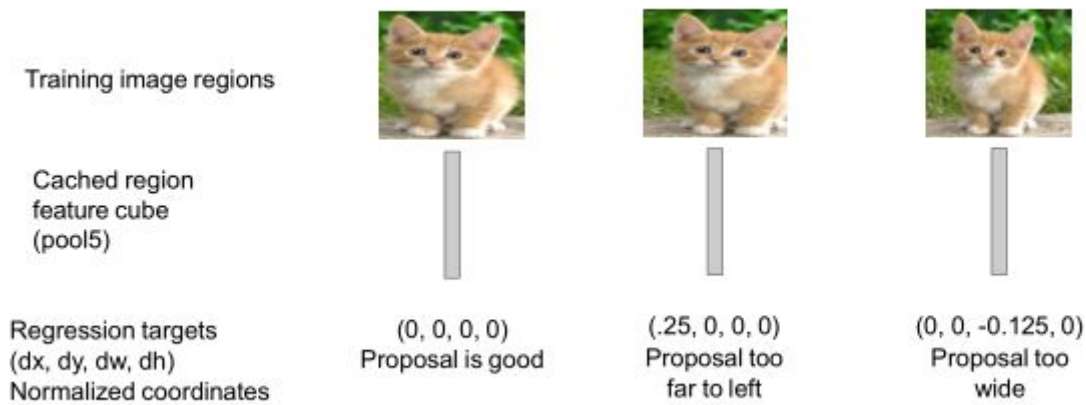 Training image regions
Cached region
feature cube
(pool5)
Regression targets
(dx, dy, dw, dh)
Normalized coordinates
(0, 0, 0, 0)
Proposal is good
(.25, 0, 0, 0)
Proposal too
far to left
(0, 0, -0.125, 0)
Proposal too
wide